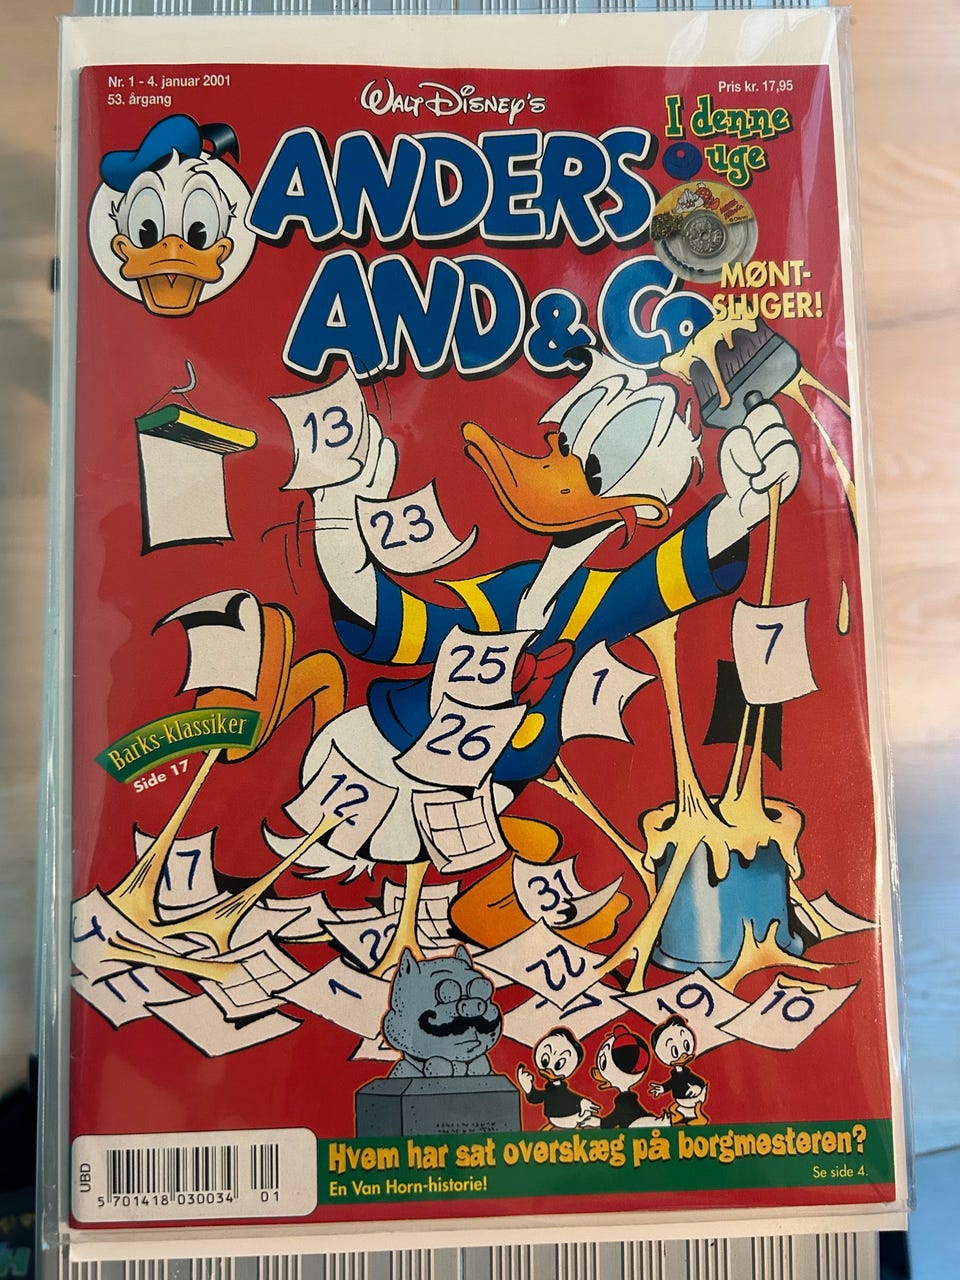 Nr. 1 - 4. januar 2001
53. årgang
Pris kr. 17,95
WALT DISNEY'S
ANDERS
AND & Co.
I denne
uge
MØNT-
SLUGER!
13
23
25
26
1
7
Barks-klassiker
Side 17
12
17
31
4
22
1
19
10
Hvem har sat overskæg på borgmesteren?
En Van Horn-historie!
Se side 4.
UBD
5 701418 030034
01